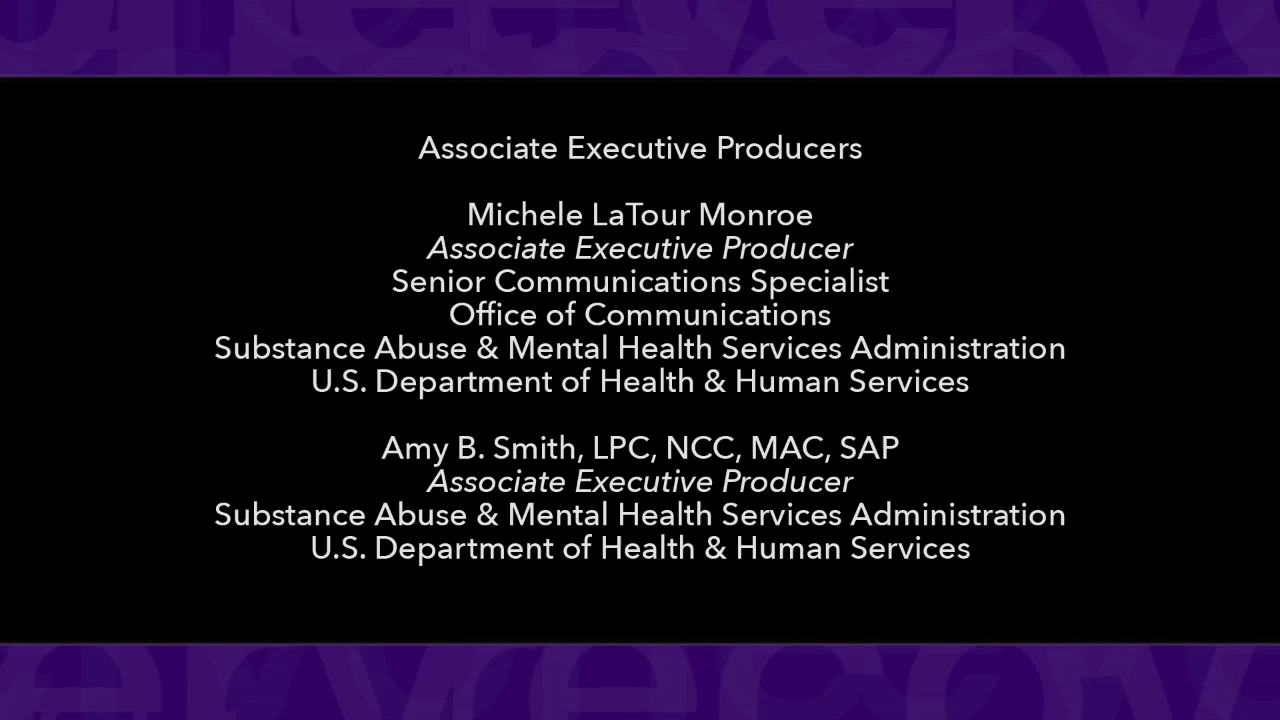 Associate Executive Producers
Michele LaTour Monroe
Associate Executive Producer
Senior Communications Specialist
Office of Communications
Substance Abuse & Mental Health Services Administration
U.S. Department of Health & Human Services
Amy B. Smith, LPC, NCC, MAC, SAP
Associate Executive Producer
Substance Abuse & Mental Health Services Administration
U.S. Department of Health & Human Services